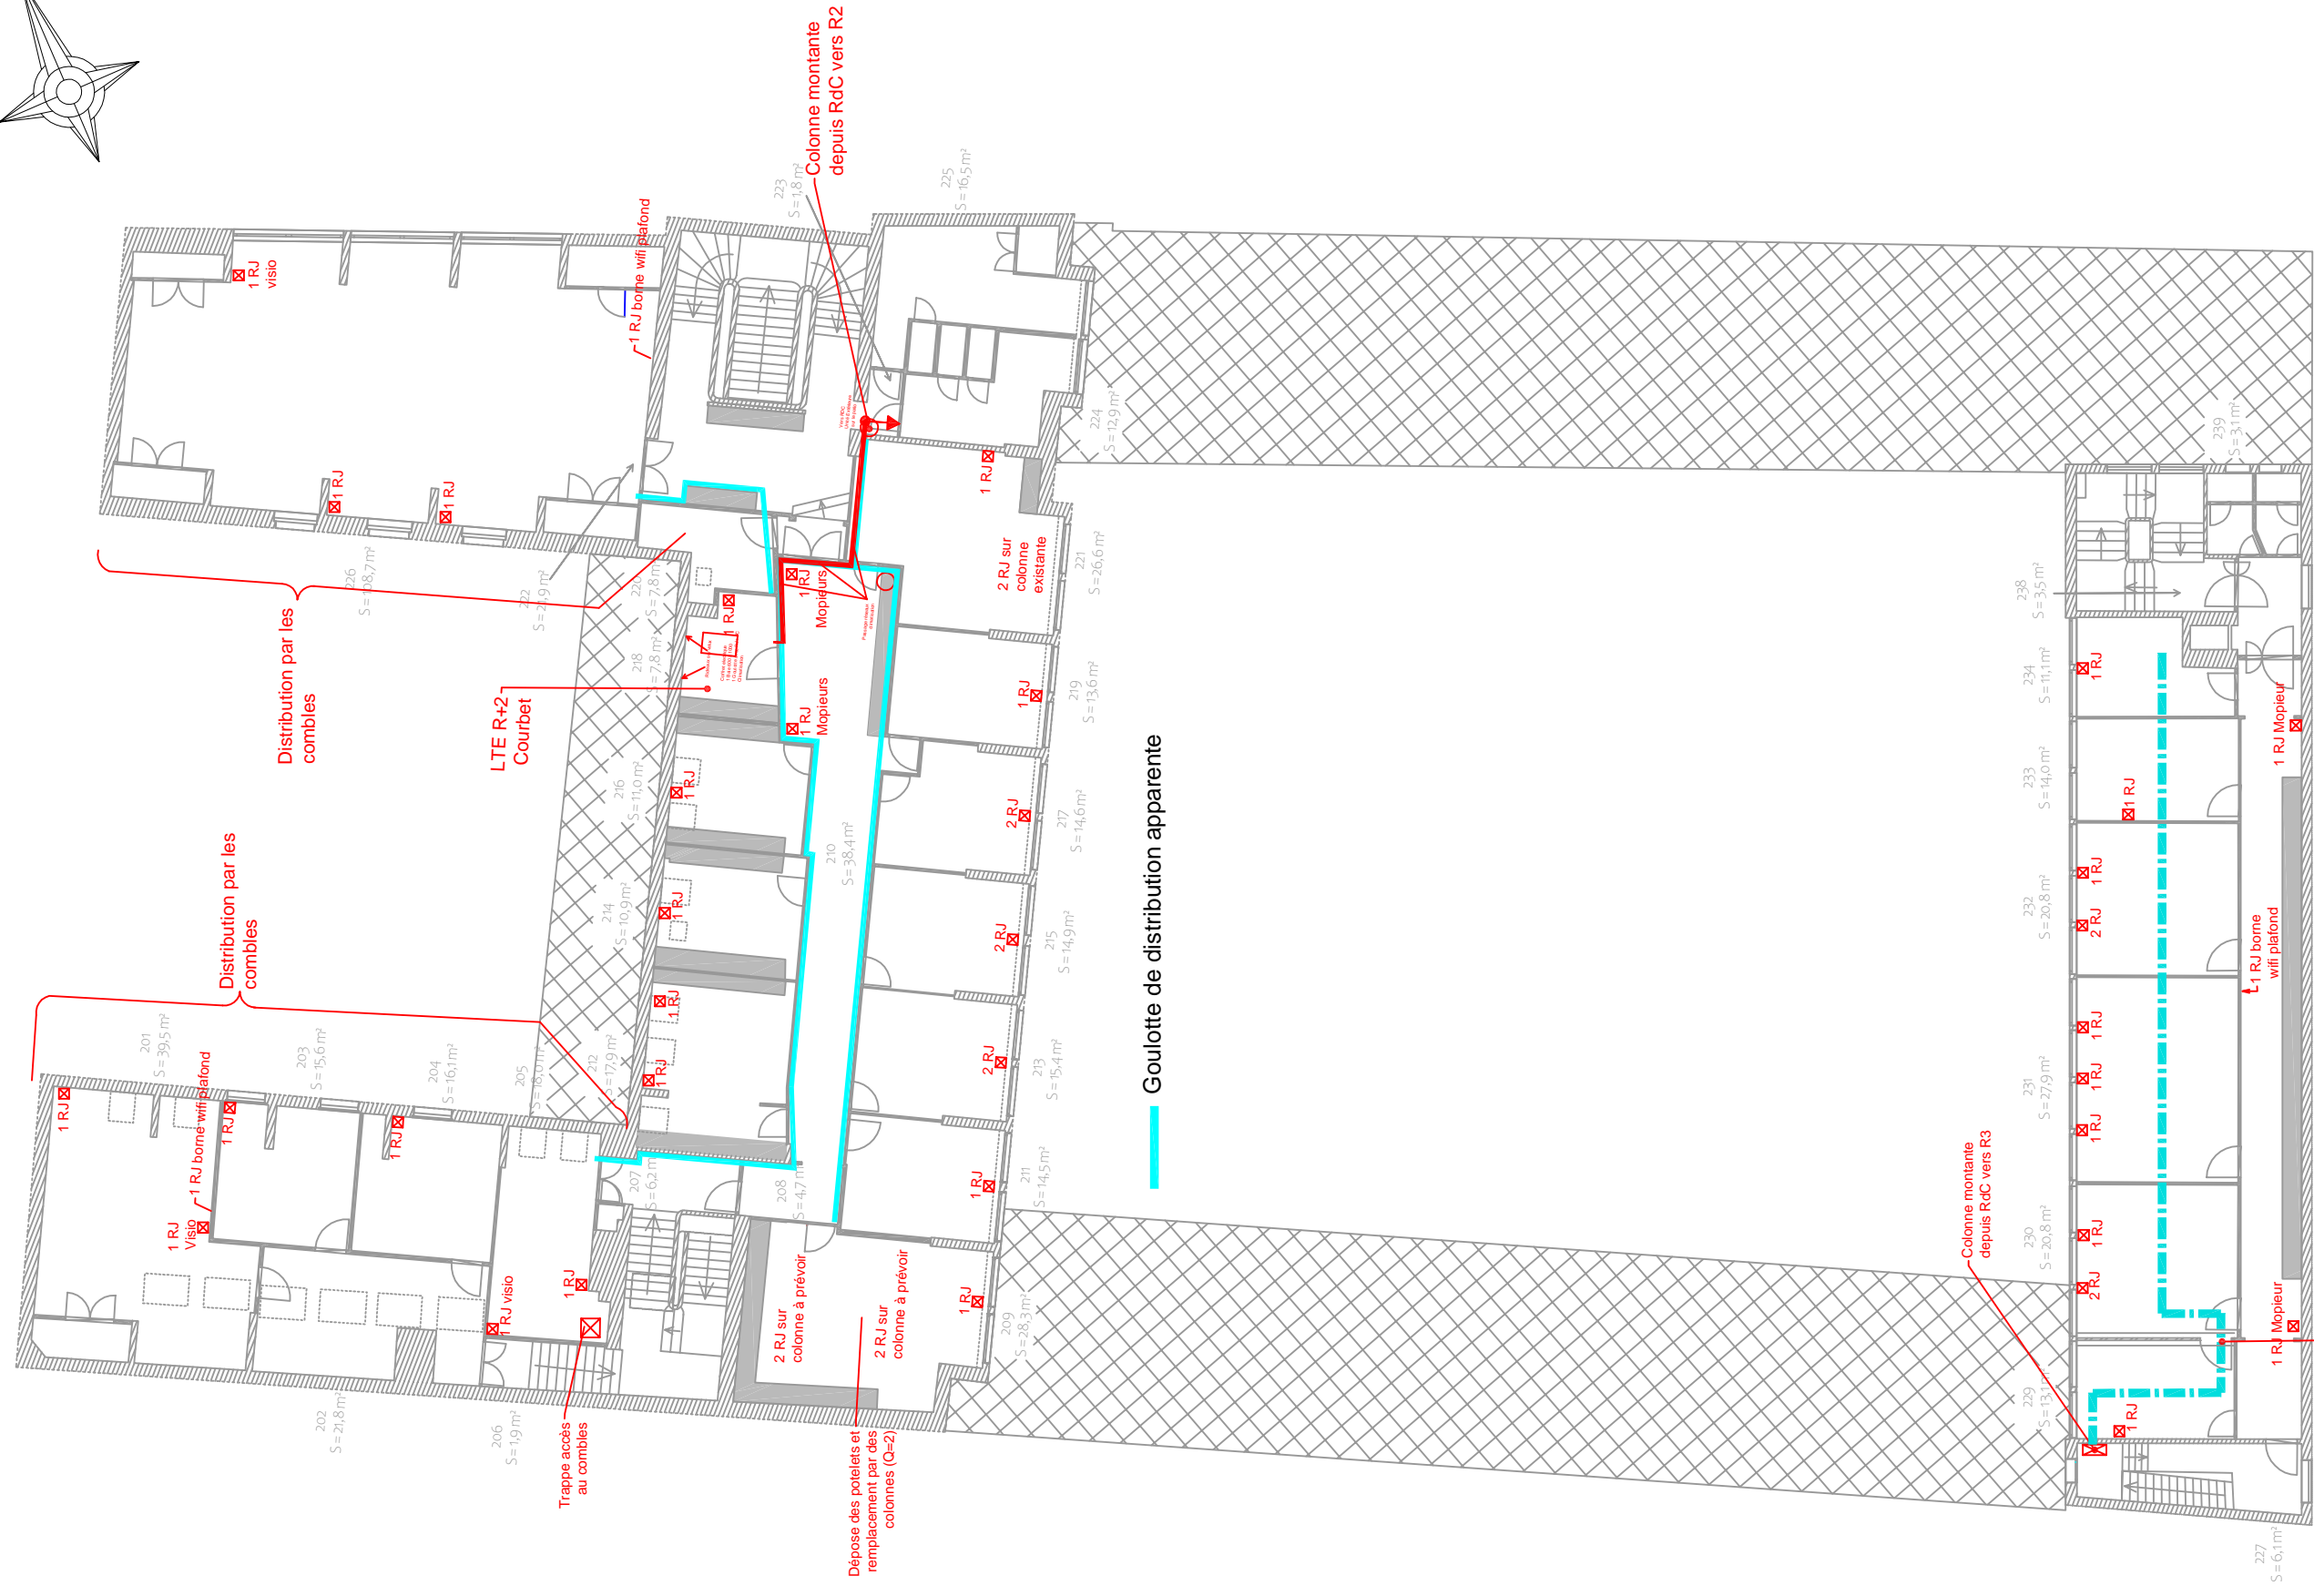 Colonne montante
depuis RdC vers R2
223
S = 1,8 m²
225
S = 16,5 m²
1 RJ
visio
1 RJ borne wifi plafond
1 RJ
1 RJ
Distribution par les
combles
226
S = 108,7 m²
222
S = 21,9 m²
220
S = 7,8 m²
218
S = 7,8 m²
LTE R+2
Courbet
1 RJ
1 RJ
Mopieurs
1 RJ
Mopieurs
1 RJ
224
S = 12,9 m²
2 RJ sur
colonne
existante
221
S = 26,6 m²
1 RJ
219
S = 13,6 m²
2 RJ
217
S = 14,6 m²
2 RJ
215
S = 14,9 m²
2 RJ
213
S = 15,4 m²
1 RJ
211
S = 14,5 m²
1 RJ
209
S = 28,3 m²
216
S = 11,0 m²
1 RJ
214
S = 10,9 m²
1 RJ
1 RJ
1 RJ
212
S = 17,9 m²
210
S = 38,4 m²
Distribution par les
combles
201
S = 39,5 m²
203
S = 15,6 m²
204
S = 16,1 m²
205
S = 18,0 m²
1 RJ
1 RJ borne wifi plafond
1 RJ
1 RJ
1 RJ
Visio
1 RJ visio
1 RJ
207
S = 6,2 m²
208
S = 4,7 m²
2 RJ sur
colonne à prévoir
2 RJ sur
colonne à prévoir
202
S = 21,8 m²
206
S = 1,9 m²
Trappe accès
au combles
Dépose des potelets et
remplacement par des
colonnes (Q=2)
Goulotte de distribution apparente
239
S = 3,1 m²
238
S = 3,5 m²
234
S = 11,1 m²
1 RJ
233
S = 14,0 m²
1 RJ
232
S = 20,8 m²
1 RJ
2 RJ
231
S = 27,9 m²
1 RJ
1 RJ
1 RJ
230
S = 20,8 m²
1 RJ
2 RJ
229
S = 13,1 m²
1 RJ
1 RJ Mopieur
1 RJ borne
wifi plafond
1 RJ Mopieur
Colonne montante
depuis RdC vers R3
227
S = 6,1 m²